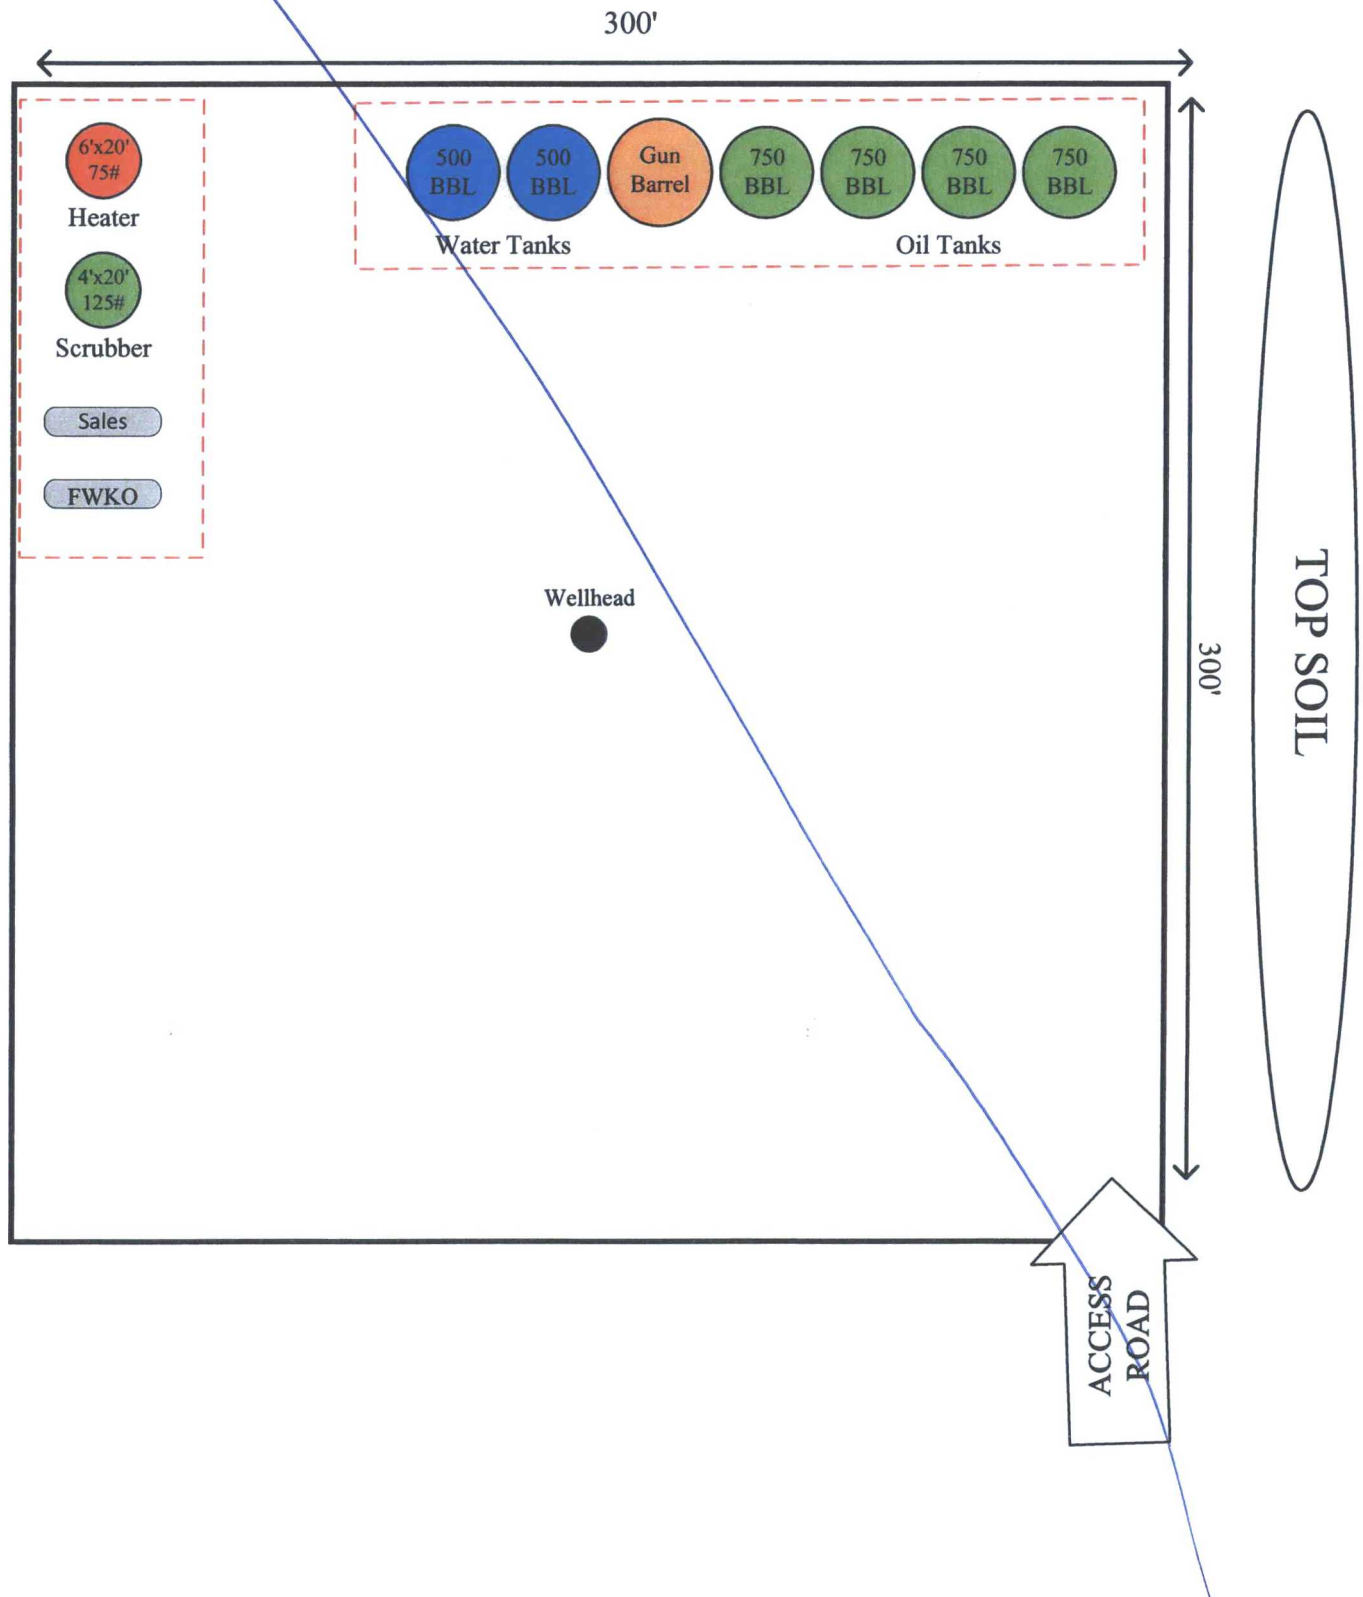 300'
6'x20'
75#
Heater
4'x20'
125#
Scrubber
Sales
FWKO
500
BBL
500
BBL
Gun
Barrel
750
BBL
750
BBL
750
BBL
750
BBL
Water Tanks
Oil Tanks
Wellhead
300'
TOP SOIL
ACCESS
ROAD